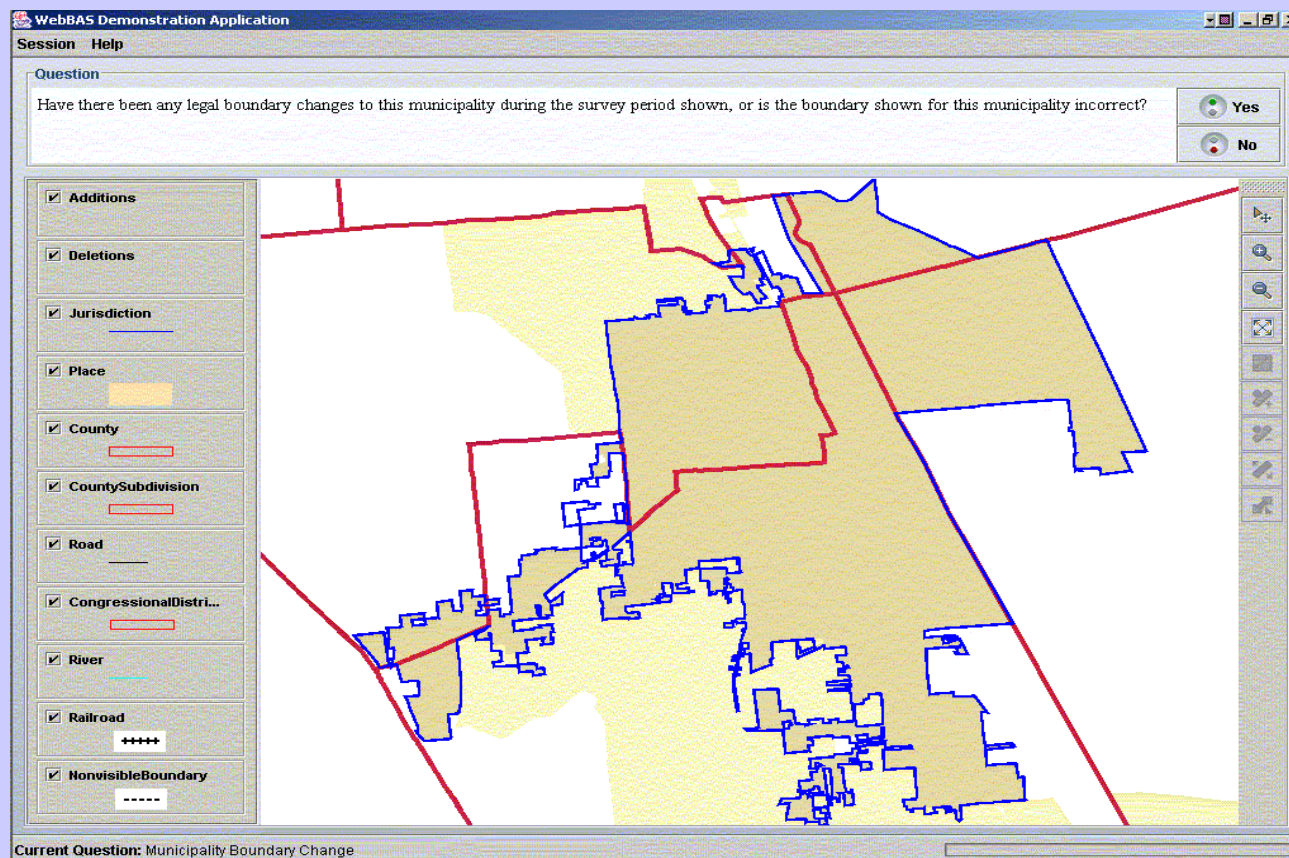 WebBAS Demonstration Application
Session Help
Question
Have there been any legal boundary changes to this municipality during the survey period shown, or is the boundary shown for this municipality incorrect?
Yes
No
Additions
Deletions
Jurisdiction
Place
County
CountySubdivision
Road
CongressionalDistri...
River
Railroad
NonvisibleBoundary
Current Question: Municipality Boundary Change